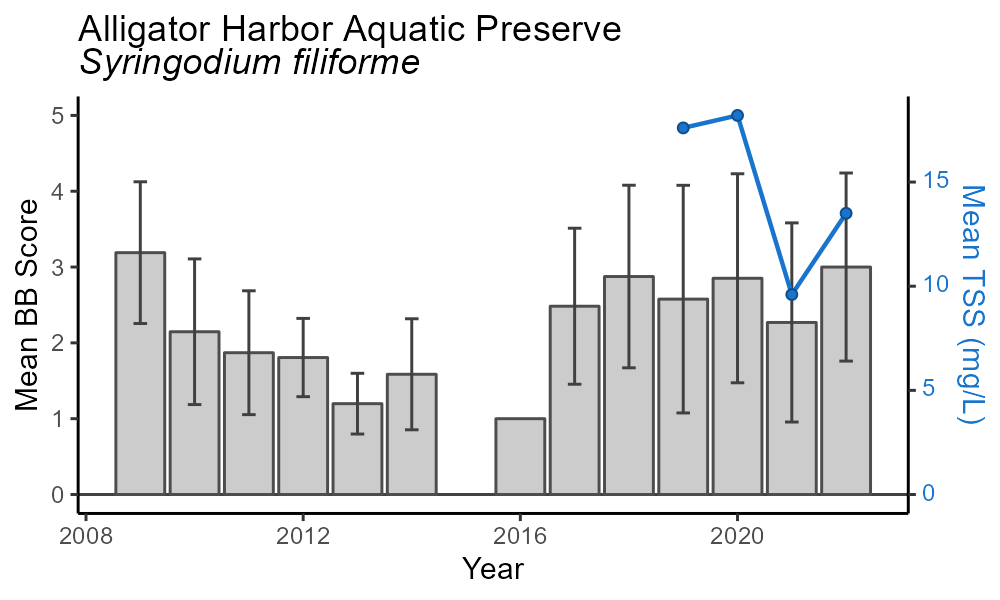 Alligator Harbor Aquatic Preserve
Syringodium filiforme
5
4
3
2
1
0
Mean BB Score
15
10
5
0
Mean TSS (mg/L)
2008 2012 2016 2020
Year